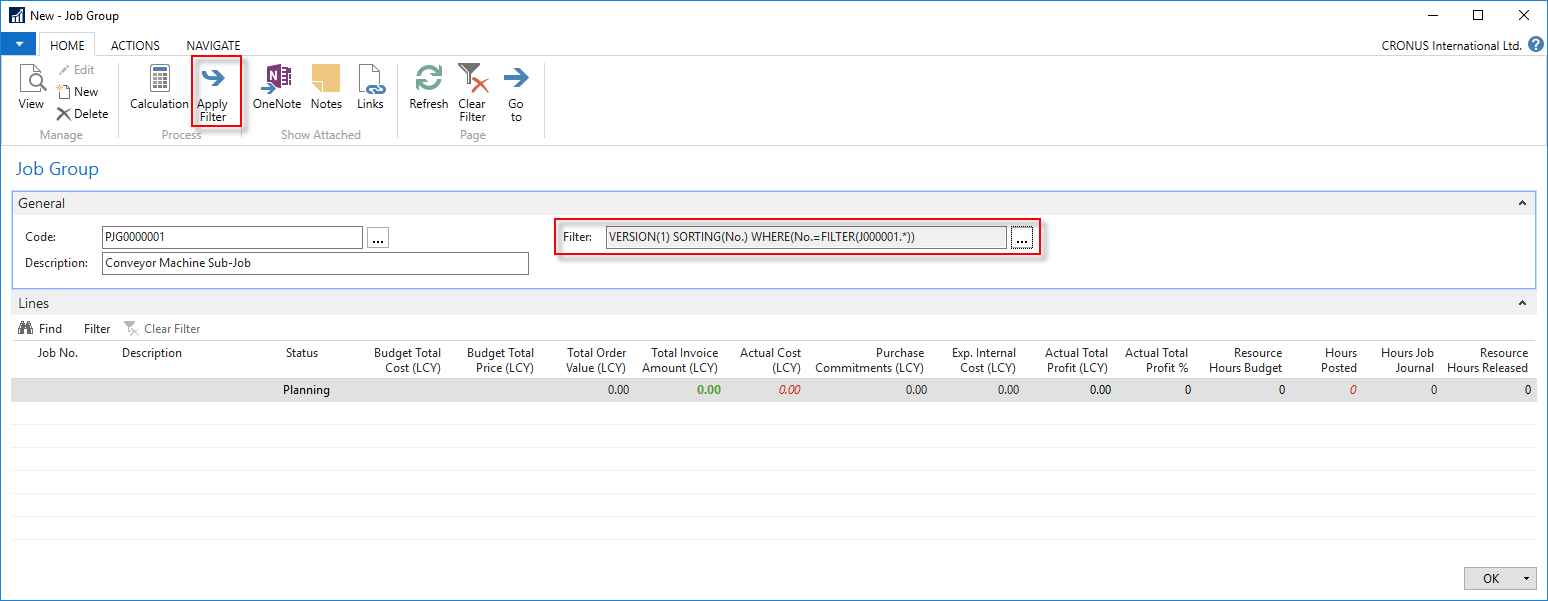 New - Job Group
HOME ACTIONS NAVIGATE CRONUS International Ltd. ?
View Edit New Delete Calculation Apply Filter N OneNote Notes Links Refresh Clear Filter Go to
Manage Process Show Attached Page
Job Group
General
Code: PJG0000001 ... Filter: VERSION(1) SORTING(No.) WHERE(No.=FILTER(J000001.*)) ...
Description: Conveyor Machine Sub-Job
Lines
Find Filter Clear Filter
Job No. Description Status Budget Total Budget Total Total Order Total Invoice Actual Cost Purchase Exp. Internal Actual Total Actual Total Resource Hours Hours Job Resource
Cost (LCY) Price (LCY) Value (LCY) Amount (LCY) (LCY) Commitments (LCY) Cost (LCY) Profit (LCY) Profit % Hours Budget Posted Journal Hours Released
Planning 0.00 0.00 0.00 0.00 0.00 0.00 0 0 0 0 0
OK